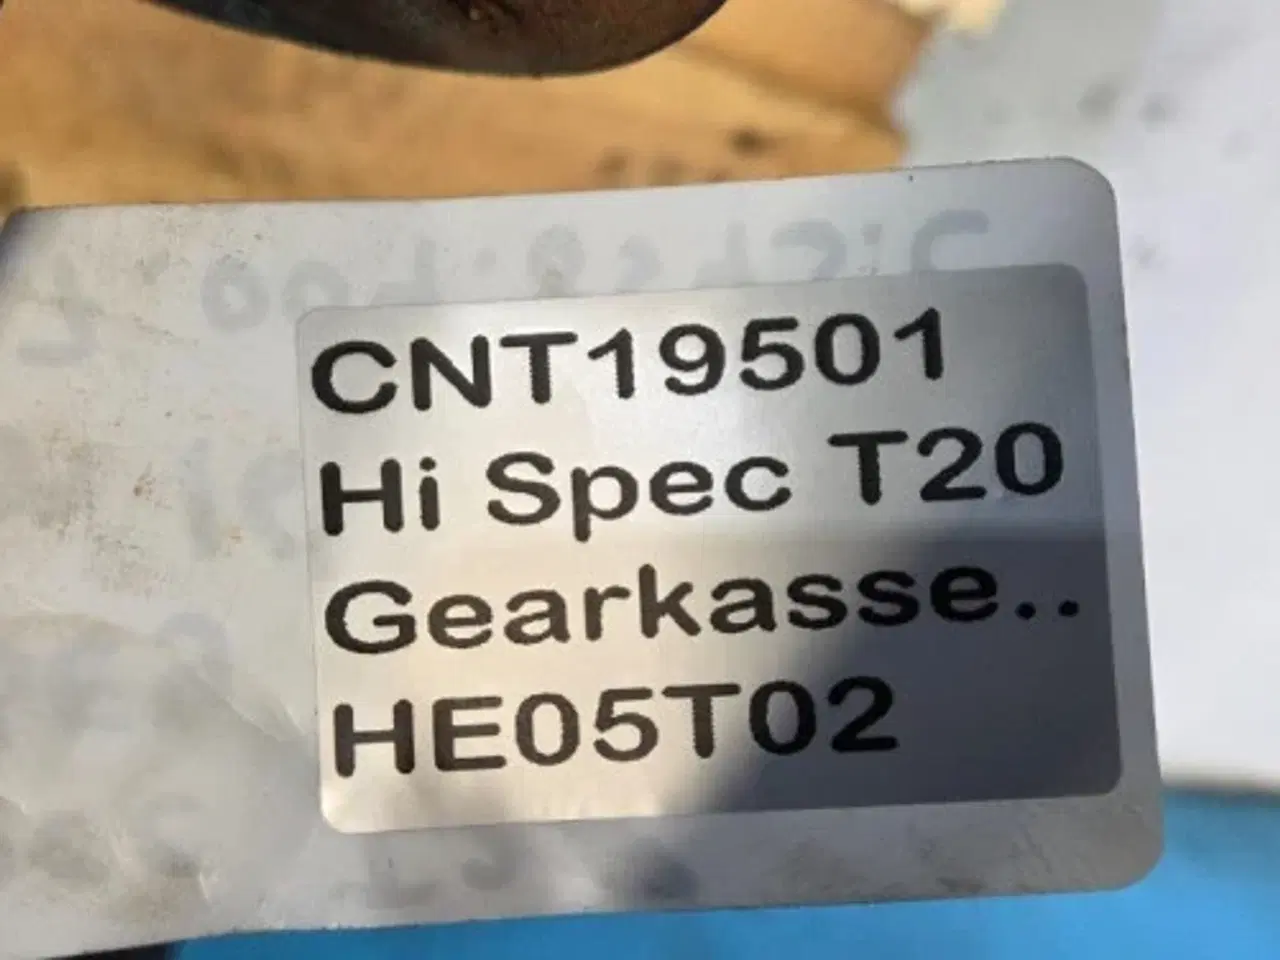 CNT19501
Hi Spec T20
Gearkasse..
HE05T02